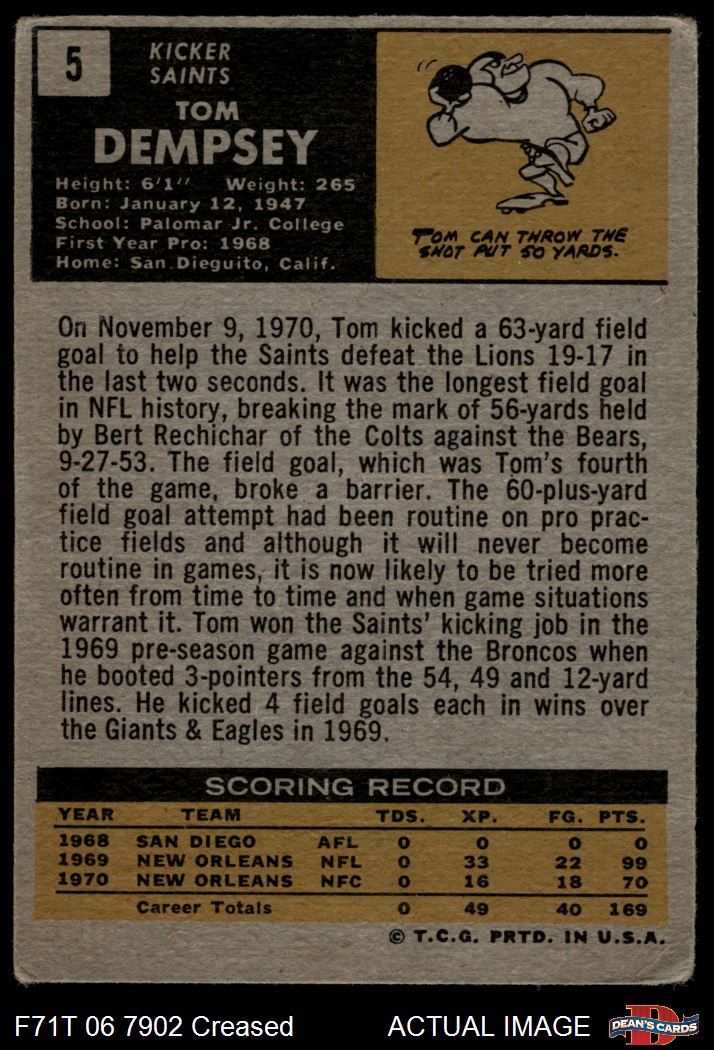 5
KICKER
SAINTS
TOM
DEMPSEY
Height: 6'1" Weight: 265
Born: January 12, 1947
School: Palomar Jr. College
First Year Pro: 1968
Home: San Dieguito, Calif.
TOM CAN THROW THE
SHOT PUT 50 YARDS.
On November 9, 1970, Tom kicked a 63-yard field
goal to help the Saints defeat the Lions 19-17 in
the last two seconds. It was the longest field goal
in NFL history, breaking the mark of 56-yards held
by Bert Rechichar of the Colts against the Bears,
9-27-53. The field goal, which was Tom's fourth
of the game, broke a barrier. The 60-plus-yard
field goal attempt had been routine on pro prac-
tice fields and although it will never become
routine in games, it is now likely to be tried more
often from time to time and when game situations
warrant it. Tom won the Saints' kicking job in the
1969 pre-season game against the Broncos when
he booted 3-pointers from the 54, 49 and 12-yard
lines. He kicked 4 field goals each in wins over
the Giants & Eagles in 1969.
SCORING RECORD
YEAR TEAM TDS. XP. FG. PTS.
1968 SAN DIEGO AFL 0 0 0 0
1969 NEW ORLEANS NFL 0 33 22 99
1970 NEW ORLEANS NFC 0 16 18 70
Career Totals 0 49 40 169
© T.C.G. PRTD. IN U.S.A.
F71T 06 7902 Creased ACTUAL IMAGE DEAN'S CARDS